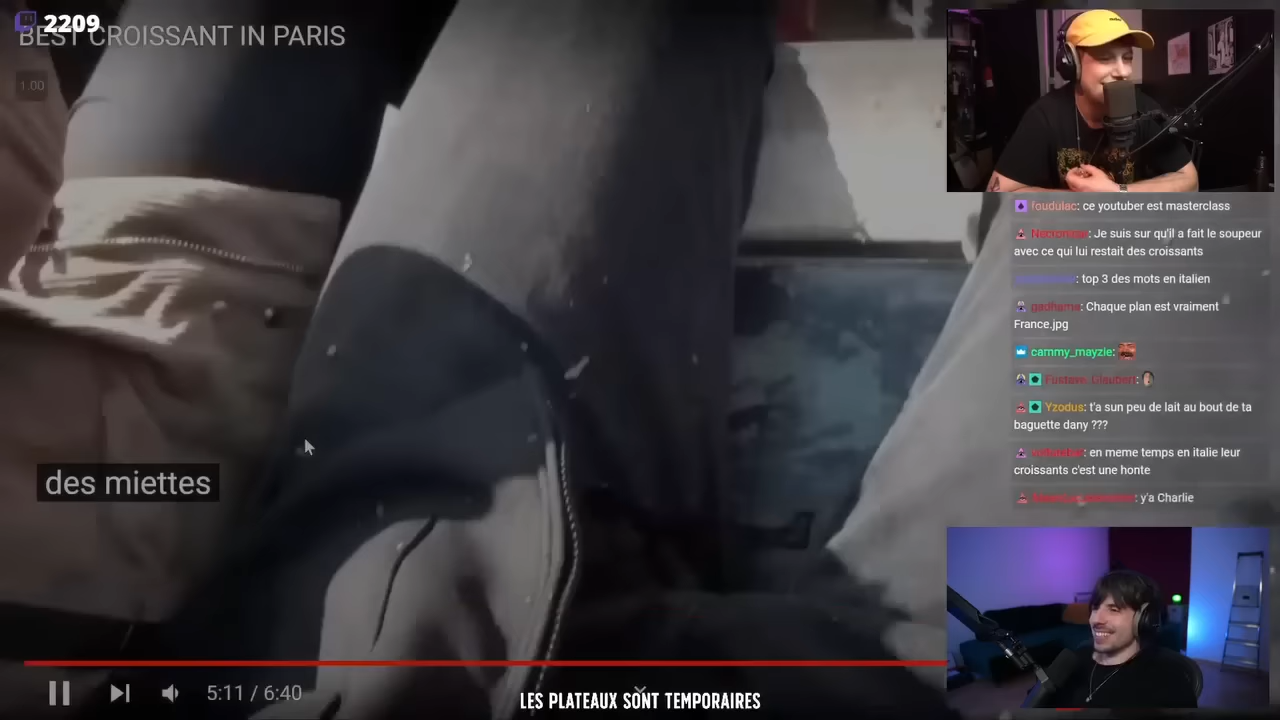 2209
BEST CROISSANT IN PARIS
1.00
foudulac: ce youtuber est masterclass
: Je suis sur qu'il a fait le soupeur
avec ce qui lui restait des croissants
: top 3 des mots en italien
: Chaque plan est vraiment
France.jpg
cammy_mayzie:
Yzodus: t'a sun peu de lait au bout de ta
baguette dany ???
: en meme temps en italie leur
croissants c'est une honte
: y'a Charlie
des miettes
5:11 / 6:40
LES PLATEAUX SONT TEMPORAIRES